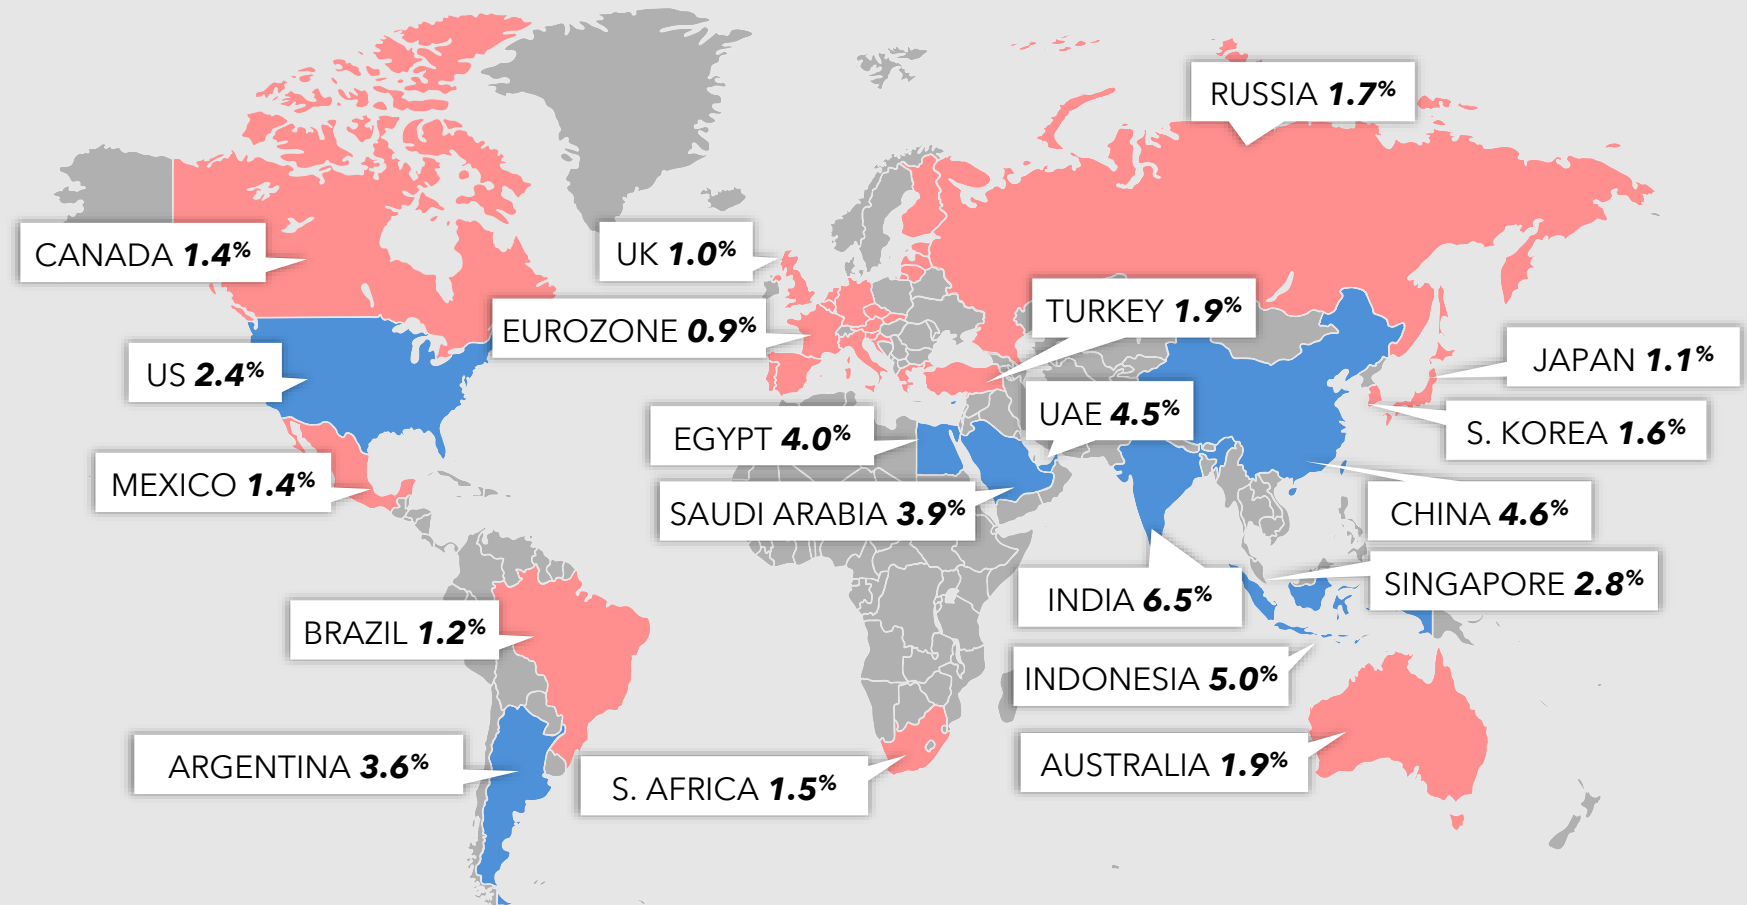 RUSSIA 1.7%
CANADA 1.4%
UK 1.0%
TURKEY 1.9%
EUROZONE 0.9%
JAPAN 1.1%
US 2.4%
UAE 4.5%
S. KOREA 1.6%
EGYPT 4.0%
MEXICO 1.4%
SAUDI ARABIA 3.9%
CHINA 4.6%
SINGAPORE 2.8%
INDIA 6.5%
BRAZIL 1.2%
INDONESIA 5.0%
AUSTRALIA 1.9%
ARGENTINA 3.6%
S. AFRICA 1.5%